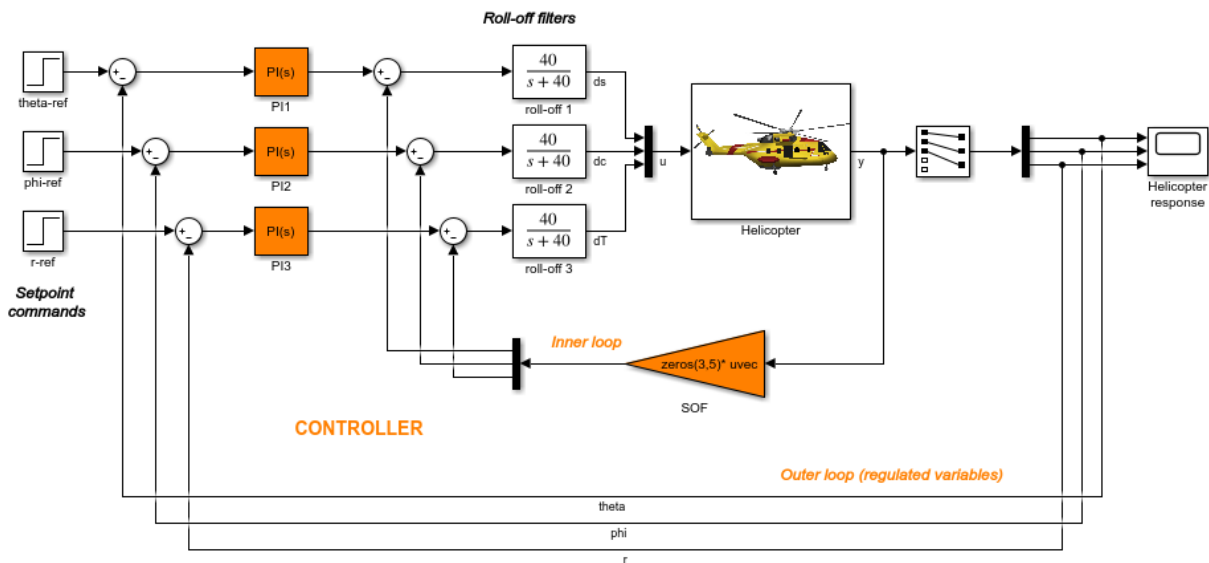 Roll-off filters
theta-ref
+
-
PI(s)
PI1
+
-
40
s + 40
roll-off 1
ds
phi-ref
+
-
PI(s)
PI2
+
-
40
s + 40
roll-off 2
dc
u
Helicopter
y
Helicopter
response
r-ref
+
-
PI(s)
PI3
+
-
40
s + 40
roll-off 3
dT
Setpoint
commands
Inner loop
zeros(3,5)* uvec
SOF
CONTROLLER
Outer loop (regulated variables)
theta
phi
r